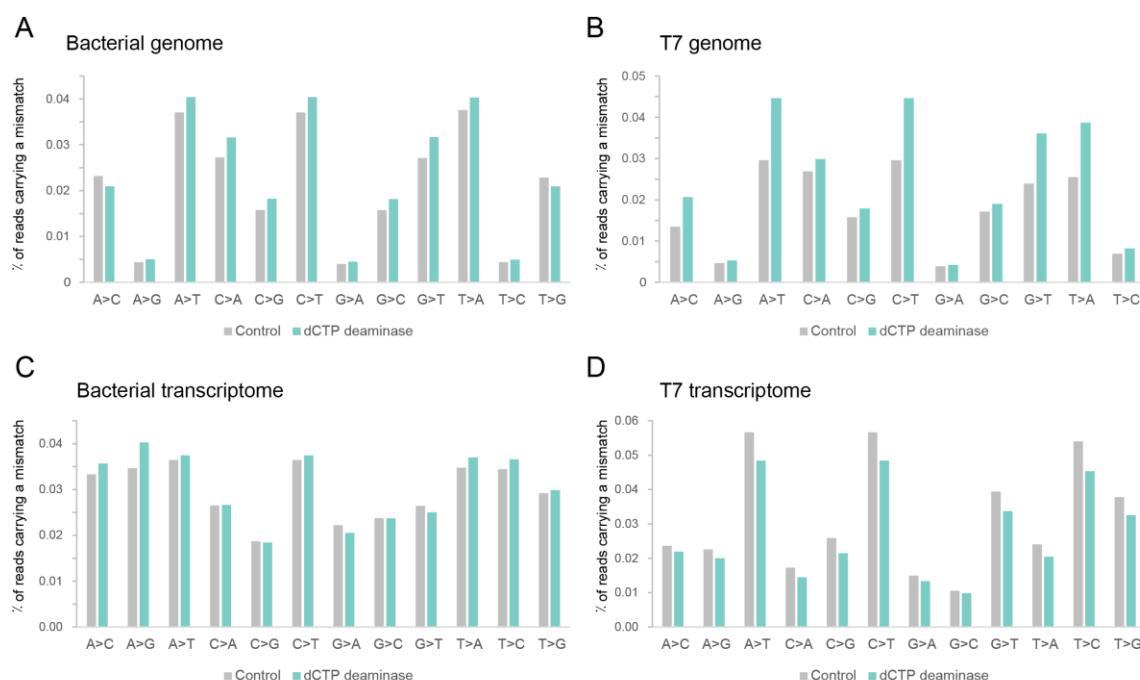 A
Bacterial genome
% of reads carrying a mismatch
0.04
0.03
0.02
0.01
0
A>C A>G A>T C>A C>G C>T G>A G>C G>T T>A T>C T>G
Control dCTP deaminase
B
T7 genome
% of reads carrying a mismatch
0.05
0.04
0.03
0.02
0.01
0
A>C A>G A>T C>A C>G C>T G>A G>C G>T T>A T>C
Control dCTP deaminase
C
Bacterial transcriptome
% of reads carrying a mismatch
0.04
0.03
0.02
0.01
0.00
A>C A>G A>T C>A C>G C>T G>A G>C G>T T>A T>C T>G
Control dCTP deaminase
D
T7 transcriptome
% of reads carrying a mismatch
0.06
0.05
0.04
0.03
0.02
0.01
0.00
A>C A>G A>T C>A C>G C>T G>A G>C G>T T>A T>C T>G
Control dCTP deaminase